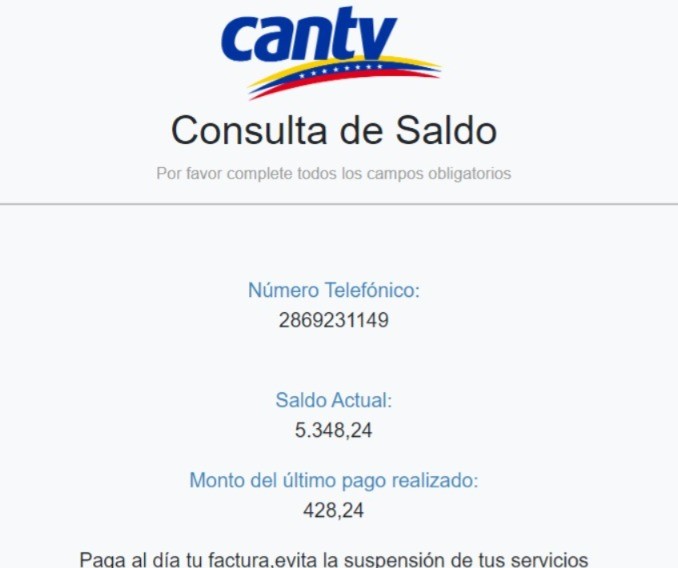 cantv
Consulta de Saldo
Por favor complete todos los campos obligatorios
Número Telefónico:
2869231149
Saldo Actual:
5.348,24
Monto del último pago realizado:
428,24
Paga al día tu factura,evita la suspensión de tus servicios